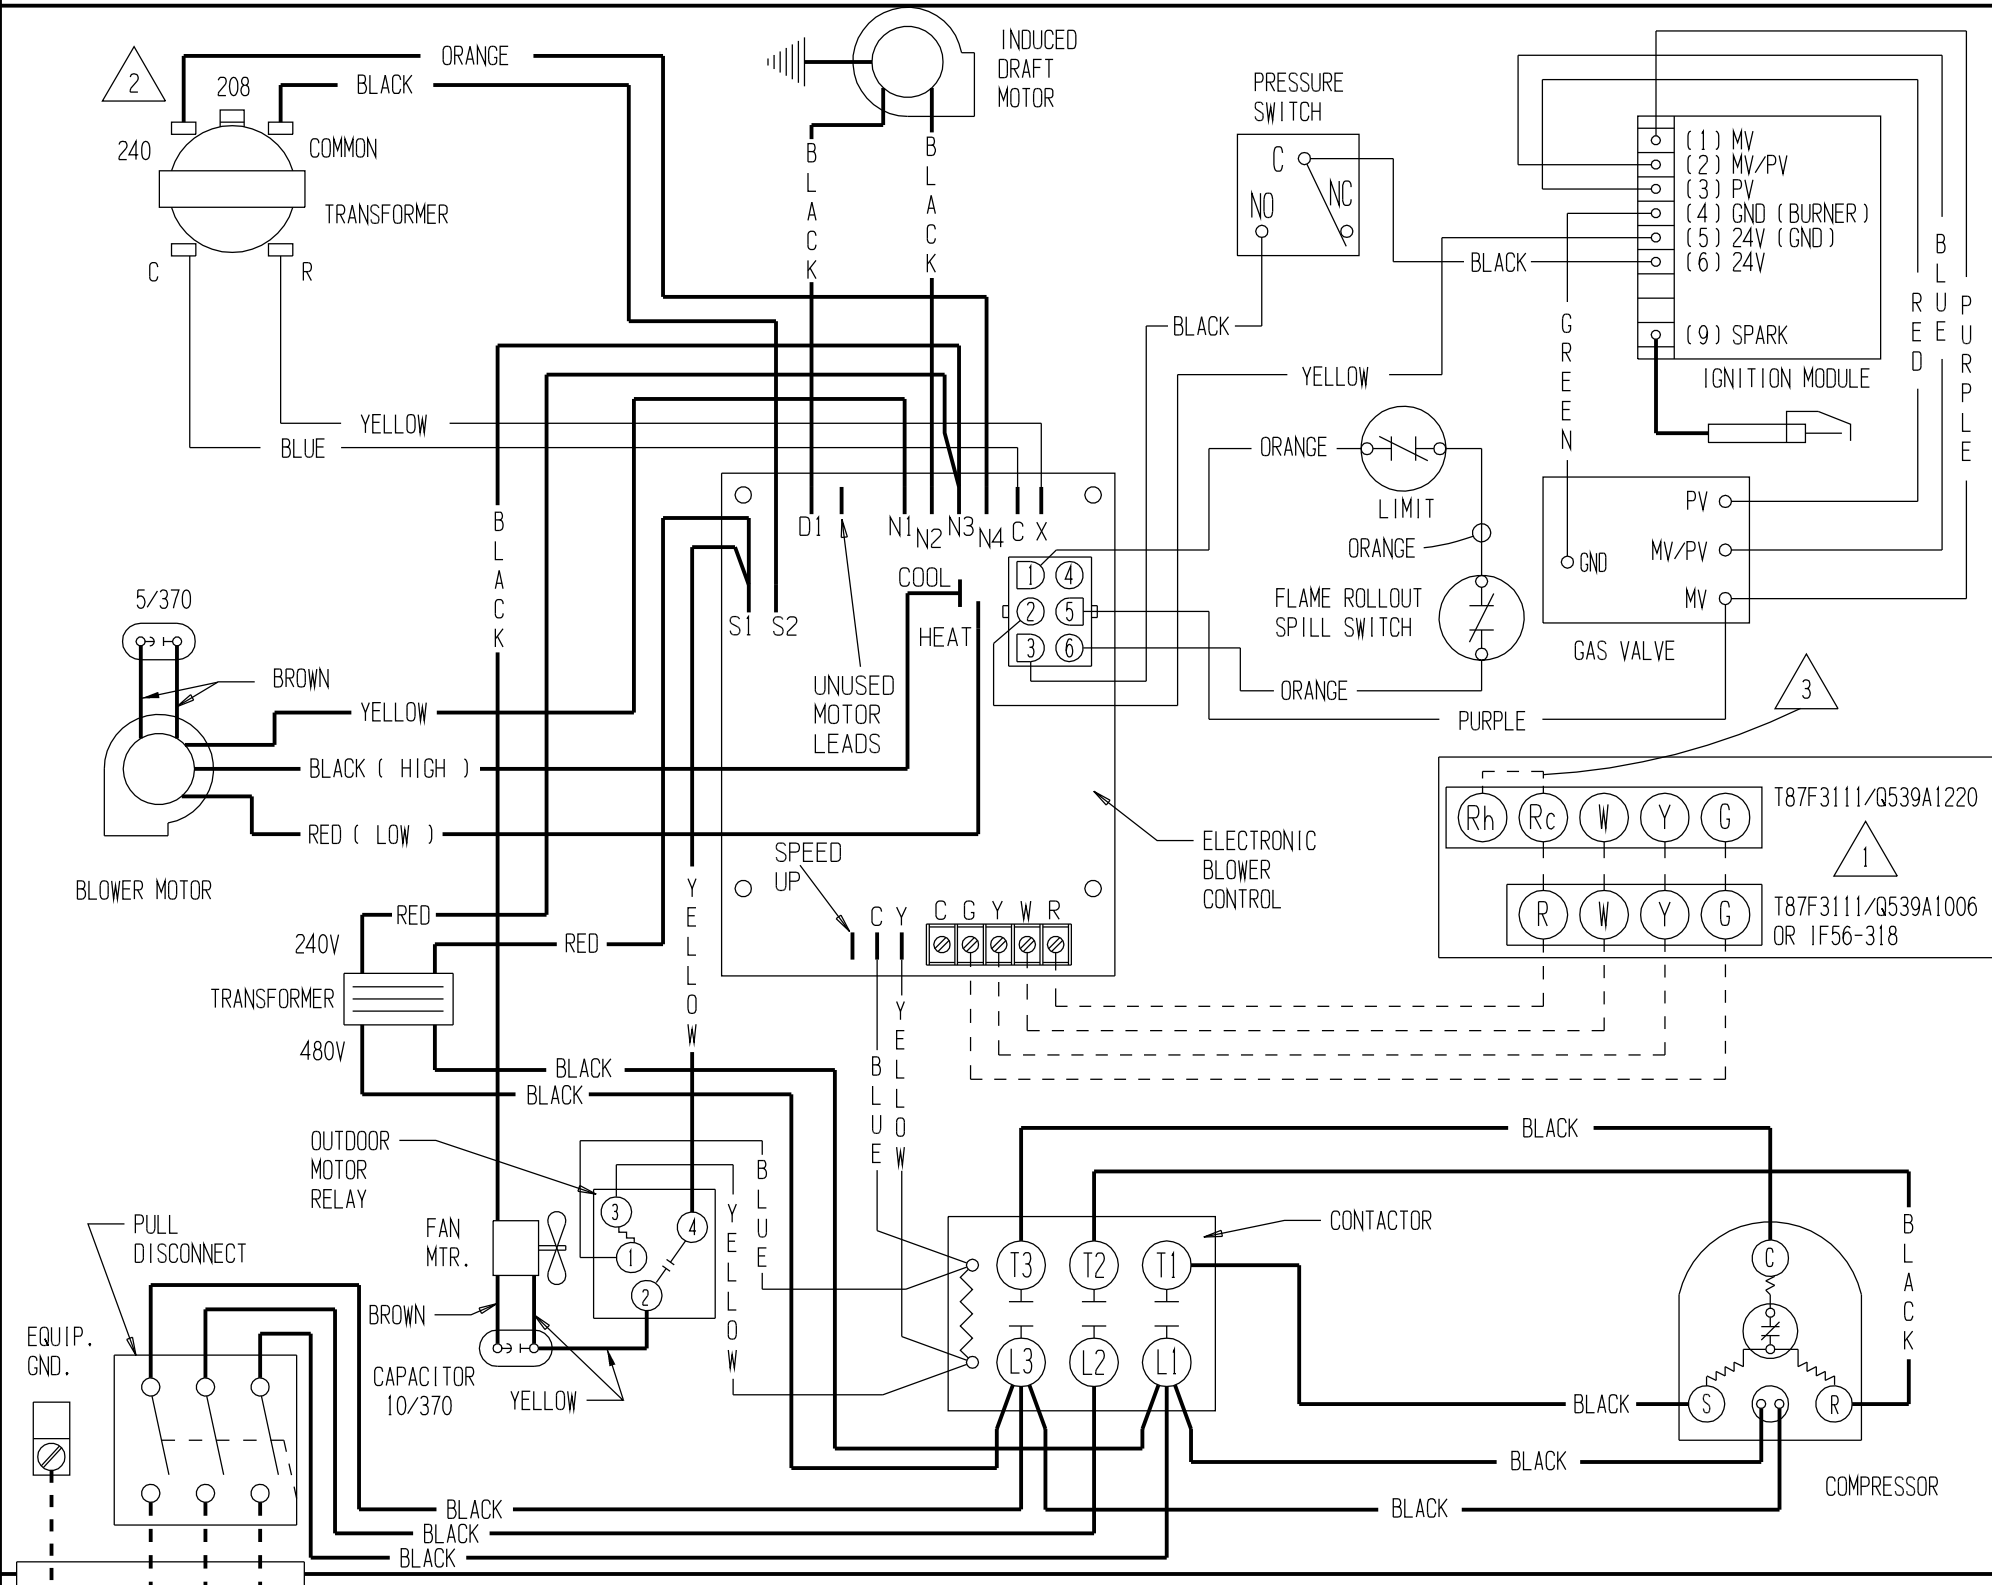 2
ORANGE
BLACK
208
240
COMMON
TRANSFORMER
C
R
YELLOW
BLUE
INDUCED
DRAFT
MOTOR
BLACK
BLACK
PRESSURE
SWITCH
C
NO
NC
BLACK
BLACK
YELLOW
(1) MV
(2) MV/PV
(3) PV
(4) GND (BURNER)
(5) 24V (GND)
(6) 24V
(9) SPARK
IGNITION MODULE
GREEN
RED
BLUE
PURPLE
ORANGE
LIMIT
ORANGE
FLAME ROLLOUT
SPILL SWITCH
ORANGE
PURPLE
PV
MV/PV
MV
GND
GAS VALVE
D1
N1
N2
N3
N4
C
X
COOL
HEAT
S1
S2
1
4
2
5
3
6
UNUSED
MOTOR
LEADS
BLACK
5/370
BROWN
YELLOW
BLACK ( HIGH )
RED ( LOW )
BLOWER MOTOR
3
Rh
Rc
W
Y
G
T87F3111/Q539A1220
1
R
W
Y
G
T87F3111/Q539A1006
OR IF56-318
ELECTRONIC
BLOWER
CONTROL
SPEED
UP
C
Y
C
G
Y
W
R
RED
RED
240V
TRANSFORMER
480V
BLACK
BLACK
YELLOW
BLUE
YELLOW
OUTDOOR
MOTOR
RELAY
3
4
1
2
BLUE
YELLOW
FAN
MTR.
BROWN
CAPACITOR
10/370
YELLOW
PULL
DISCONNECT
EQUIP.
GND.
BLACK
BLACK
BLACK
CONTACTOR
T3
T2
T1
L3
L2
L1
BLACK
BLACK
BLACK
BLACK
BLACK
C
S
R
COMPRESSOR